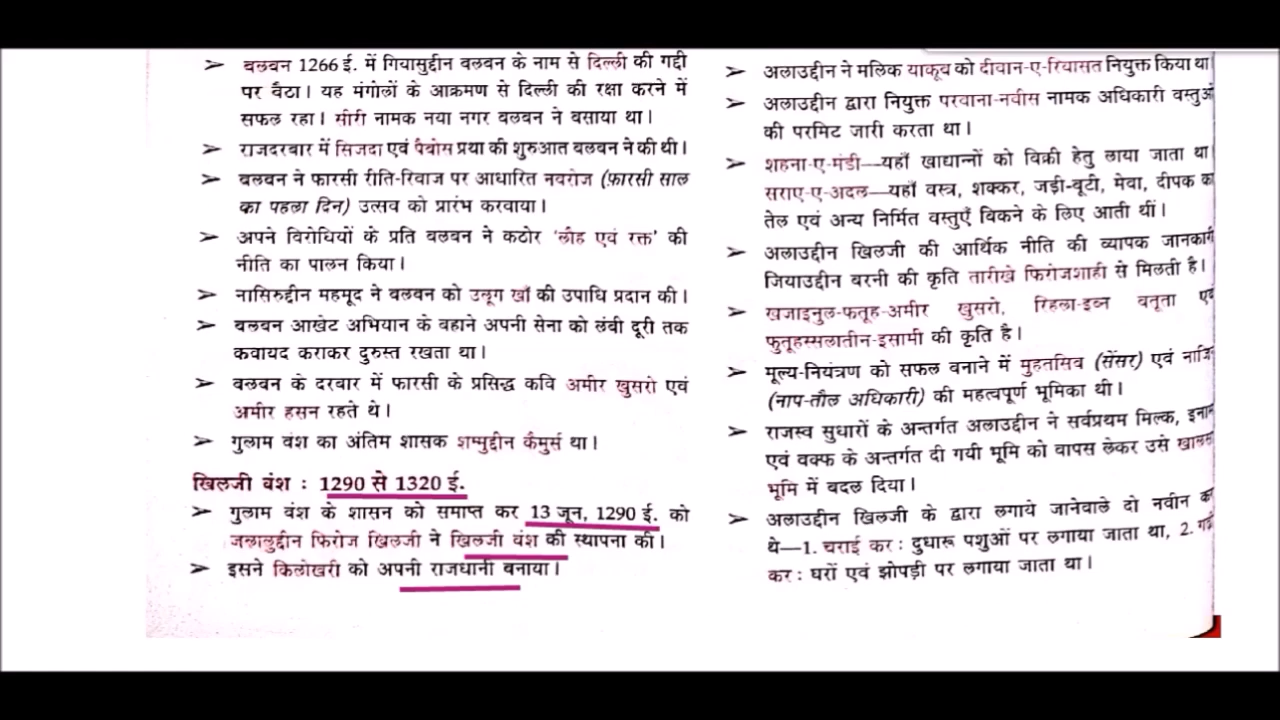 ➢ बलबन 1266 ई. में गियासुद्दीन बलबन के नाम से दिल्ली की गद्दी
पर बैठा। यह मंगोलों के आक्रमण से दिल्ली की रक्षा करने में
सफल रहा। सीरी नामक नया नगर बलबन ने बसाया था।
➢ राजदरबार में सिजदा एवं पैबोस प्रथा की शुरुआत बलबन ने की थी।
➢ बलबन ने फारसी रीति-रिवाज पर आधारित नवरोज (फ़ारसी साल
का पहला दिन) उत्सव को प्रारंभ करवाया।
➢ अपने विरोधियों के प्रति बलबन ने कठोर ‘लौह एवं रक्त’ की
नीति का पालन किया।
➢ नासिरुद्दीन महमूद ने बलबन को उलूग खाँ की उपाधि प्रदान की।
➢ बलबन आखेट अभियान के बहाने अपनी सेना को लंबी दूरी तक
कवायद कराकर दुरुस्त रखता था।
➢ बलबन के दरबार में फारसी के प्रसिद्ध कवि अमीर खुसरो एवं
अमीर हसन रहते थे।
➢ गुलाम वंश का अंतिम शासक शम्मुद्दीन कैमुर्स था।
खिलजी वंश : 1290 से 1320 ई.
➢ गुलाम वंश के शासन को समाप्त कर 13 जून, 1290 ई. को
जलालुद्दीन फिरोज खिलजी ने खिलजी वंश की स्थापना की।
➢ इसने किलोखरी को अपनी राजधानी बनाया।
➢ अलाउद्दीन ने मलिक याकूब को दीवान-ए-रियासत नियुक्त किया था
➢ अलाउद्दीन द्वारा नियुक्त परवाना-नवीस नामक अधिकारी वस्तुओं
की परमिट जारी करता था।
➢ शहना-ए-मंडी—यहाँ खाद्यान्नों को बिक्री हेतु लाया जाता था
सराए-ए-अदल—यहाँ वस्त्र, शक्कर, जड़ी-बूटी, मेवा, दीपक का
तेल एवं अन्य निर्मित वस्तुएँ बिकने के लिए आती थीं।
➢ अलाउद्दीन खिलजी की आर्थिक नीति की व्यापक जानकारी
जियाउद्दीन बरनी की कृति तारीखे फिरोजशाही से मिलती है।
➢ खजाइनुल-फतूह-अमीर खुसरो, रिहला-इब्न बतूता एवं
फुतूहस्सलातीन-इसामी की कृति है।
➢ मूल्य-नियंत्रण को सफल बनाने में मुहतसिब (सेंसर) एवं
(नाप-तौल अधिकारी) की महत्वपूर्ण भूमिका थी।
➢ राजस्व सुधारों के अन्तर्गत अलाउद्दीन ने सर्वप्रथम मिल्क, इनाम
एवं वक्फ के अन्तर्गत दी गयी भूमि को वापस लेकर उसे
भूमि में बदल दिया।
➢ अलाउद्दीन खिलजी के द्वारा लगाये जानेवाले दो नवीन कर
थे—1. चराई कर : दुधारू पशुओं पर लगाया जाता था, 2.
कर : घरों एवं झोपड़ी पर लगाया जाता था।